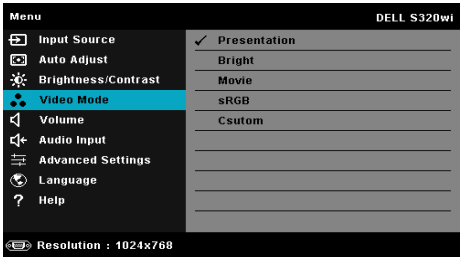 Menu DELL S320wi
Input Source
Auto Adjust
Brightness/Contrast
Video Mode
Volume
Audio Input
Advanced Settings
Language
? Help
✓ Presentation
Bright
Movie
sRGB
Csutom
Resolution : 1024x768